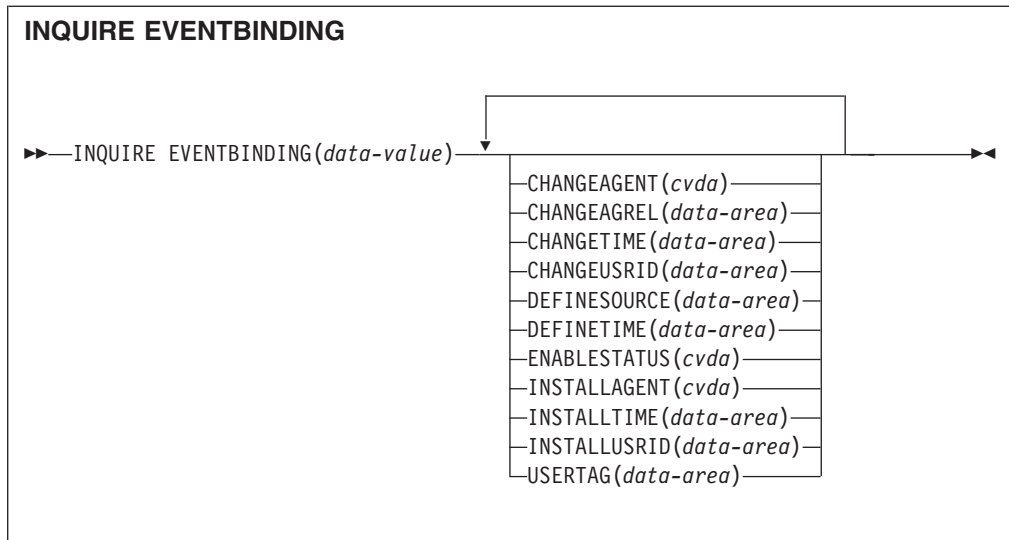 INQUIRE EVENTBINDING
INQUIRE EVENTBINDING(data-value)
CHANGEAGENT(cvda)
CHANGEAGREL(data-area)
CHANGETIME(data-area)
CHANGEUSRID(data-area)
DEFINESOURCE(data-area)
DEFINETIME(data-area)
ENABLESTATUS(cvda)
INSTALLAGENT(cvda)
INSTALLTIME(data-area)
INSTALLUSRID(data-area)
USERTAG(data-area)